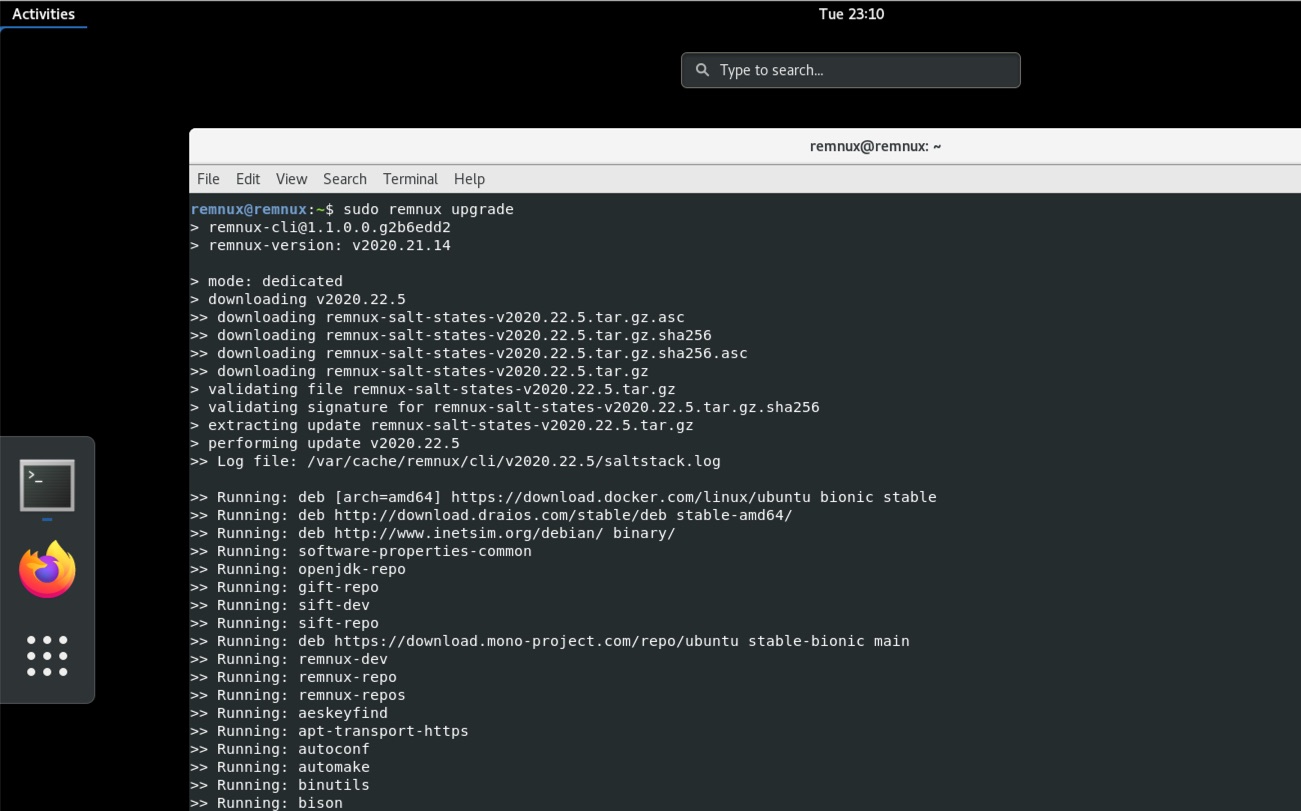 Activities
Tue 23:10
Type to search...
remnux@remnux: ~
File Edit View Search Terminal Help
remnux@remnux:~$ sudo remnux upgrade
> remnux-cli@1.1.0.0.g2b6edd2
> remnux-version: v2020.21.14
> mode: dedicated
> downloading v2020.22.5
>> downloading remnux-salt-states-v2020.22.5.tar.gz.asc
>> downloading remnux-salt-states-v2020.22.5.tar.gz.sha256
>> downloading remnux-salt-states-v2020.22.5.tar.gz.sha256.asc
>> downloading remnux-salt-states-v2020.22.5.tar.gz
> validating file remnux-salt-states-v2020.22.5.tar.gz
> validating signature for remnux-salt-states-v2020.22.5.tar.gz.sha256
> extracting update remnux-salt-states-v2020.22.5.tar.gz
> performing update v2020.22.5
>> Log file: /var/cache/remnux/cli/v2020.22.5/saltstack.log
>> Running: deb [arch=amd64] https://download.docker.com/linux/ubuntu bionic stable
>> Running: deb http://download.draios.com/stable/deb stable-amd64/
>> Running: deb http://www.inetsim.org/debian/ binary/
>> Running: software-properties-common
>> Running: openjdk-repo
>> Running: gift-repo
>> Running: sift-dev
>> Running: sift-repo
>> Running: deb https://download.mono-project.com/repo/ubuntu stable-bionic main
>> Running: remnux-dev
>> Running: remnux-repo
>> Running: remnux-repos
>> Running: aeskeyfind
>> Running: apt-transport-https
>> Running: autoconf
>> Running: automake
>> Running: binutils
>> Running: bison